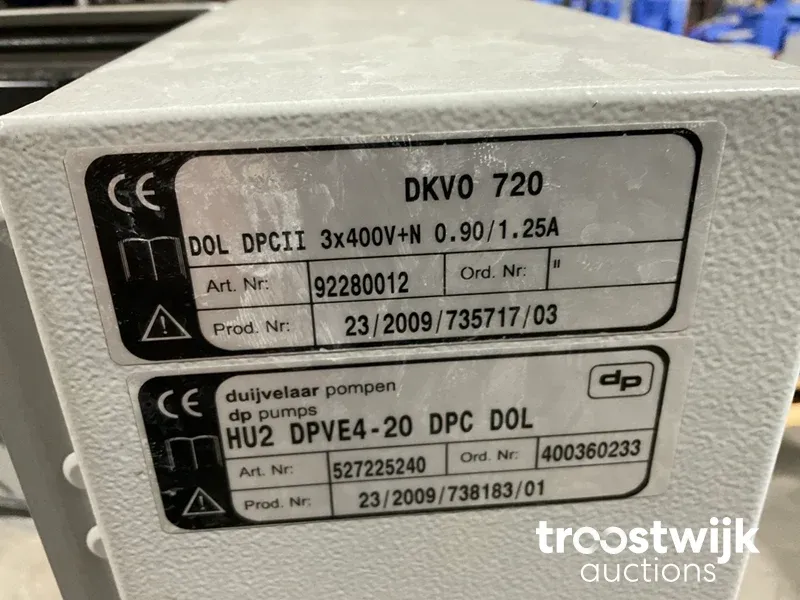 CE
DKVO 720
DOL DPCII 3x400V+N 0.90/1.25A
Art. Nr: 92280012 Ord. Nr: "
Prod. Nr: 23/2009/735717/03
CE
duijvelaar pompen
dp pumps
dp
HU2 DPVE4-20 DPC DOL
Art. Nr: 527225240 Ord. Nr: 400360233
Prod. Nr: 23/2009/738183/01
troostwijk
auctions